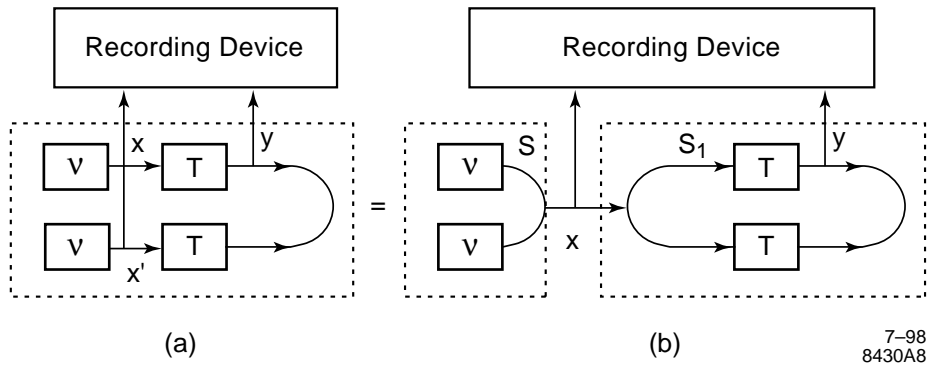 Recording Device
Recording Device
x
y
S
S1
y
ν
T
ν
T
=
ν
T
ν
T
x'
x
(a)
(b)
7–98
8430A8